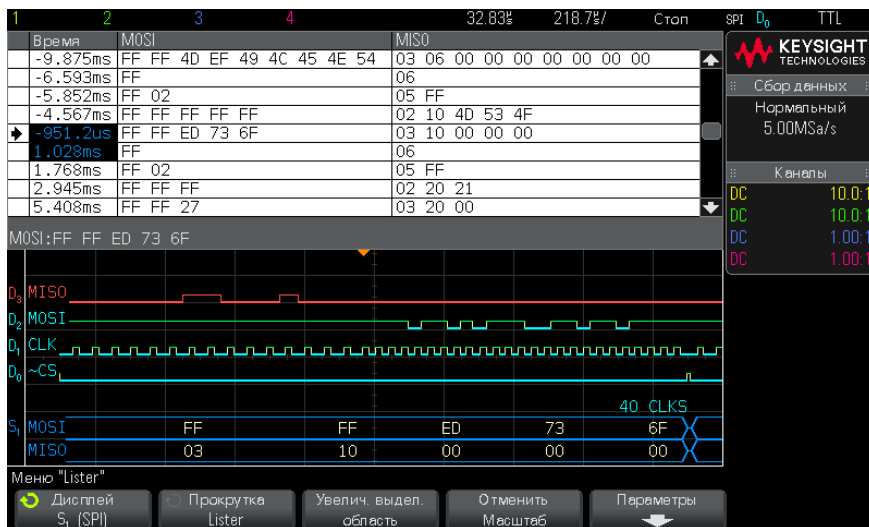 1 2 3 4 32.83% 218.7%/ Стоп SPI D₀ TTL
Время MOSI MISO
-9.875ms FF FF 4D EF 49 4C 45 4E 54 03 06 00 00 00 00 00 00 00 00
-6.593ms FF 06
-5.852ms FF 02 05 FF
-4.567ms FF FF FF FF FF 02 10 4D 53 4F
-951.2us FF FF ED 73 6F 03 10 00 00 00
1.028ms FF 06
1.768ms FF 02 05 FF
2.945ms FF FF FF 02 20 21
5.408ms FF FF 27 03 20 00
MOSI:FF FF ED 73 6F
D₃ MISO
D₂ MOSI
D₁ CLK
D₀ ~CS₁
40 CLKS
S₁ MOSI FF FF ED 73 6F
MISO 03 10 00 00 00
Меню "Lister"
Дисплей
S₁ (SPI)
Прокрутка
Lister
Увелич. выдел.
область
Отменить
Масштаб
Параметры
KEYSIGHT
TECHNOLOGIES
Сбор данных
Нормальный
5.00MSa/s
Каналы
DC 10.0:1
DC 10.0:1
DC 1.00:1
DC 1.00:1